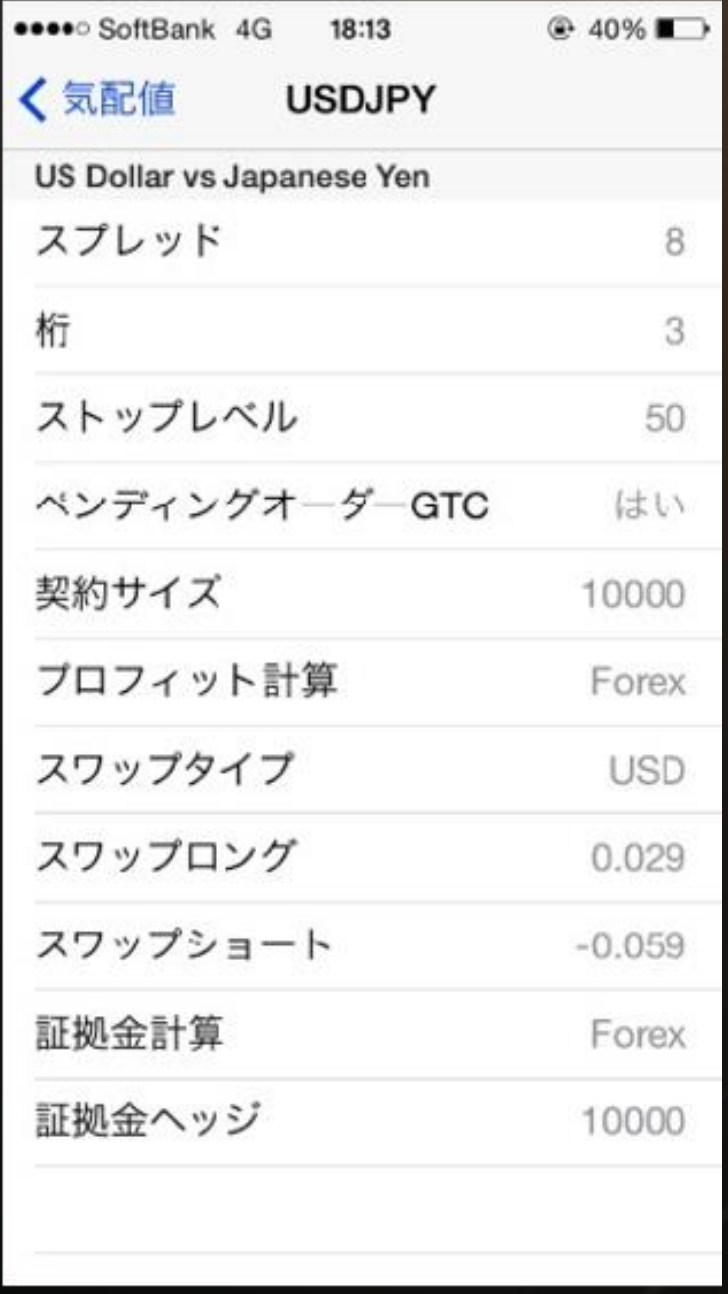 SoftBank 4G 18:13 40%
気配値 USDJPY
US Dollar vs Japanese Yen
スプレッド 8
桁 3
ストップレベル 50
ペンディングオーダーGTC はい
契約サイズ 10000
プロフィット計算 Forex
スワップタイプ USD
スワップロング 0.029
スワップショート -0.059
証拠金計算 Forex
証拠金ヘッジ 10000